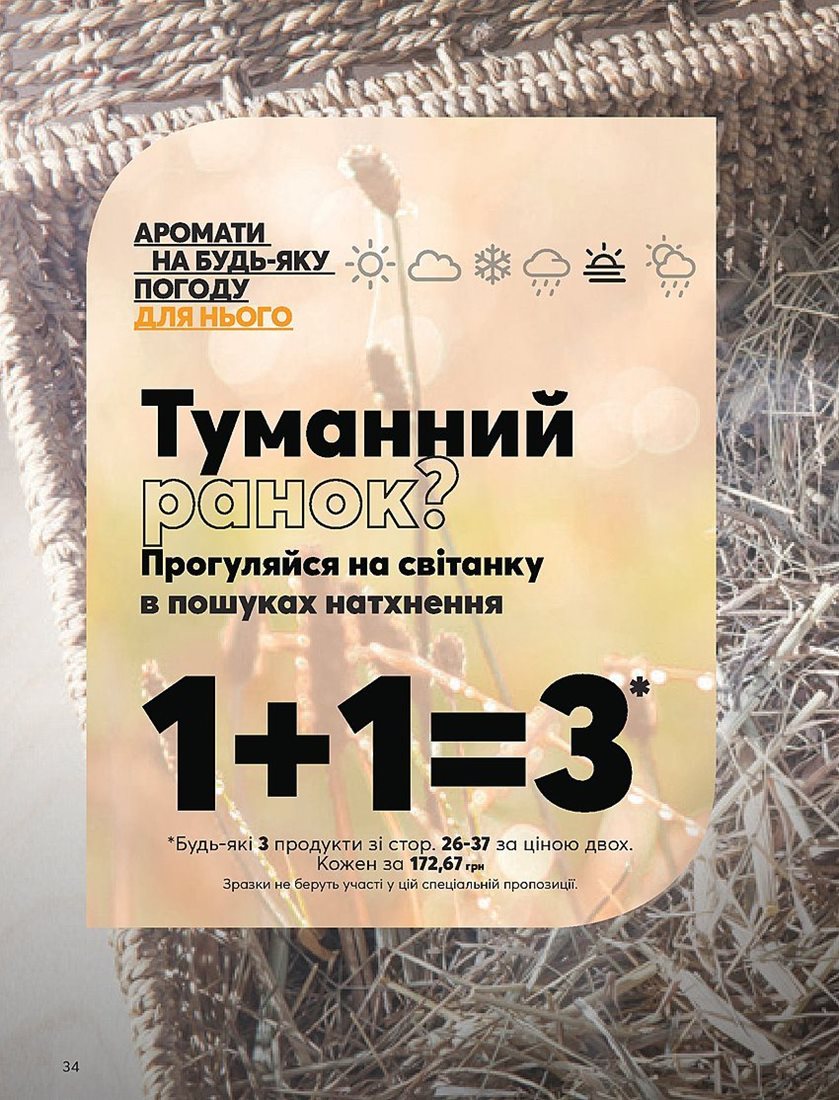 АРОМАТИ
НА БУДЬ-ЯКУ
ПОГОДУ
ДЛЯ НЬОГО
Туманний
ранок?
Прогуляйся на світанку
в пошуках натхнення
1+1=3*
*Будь-які 3 продукти зі стор. 26-37 за ціною двох.
Кожен за 172,67 грн
Зразки не беруть участі у цій спеціальній пропозиції.
34